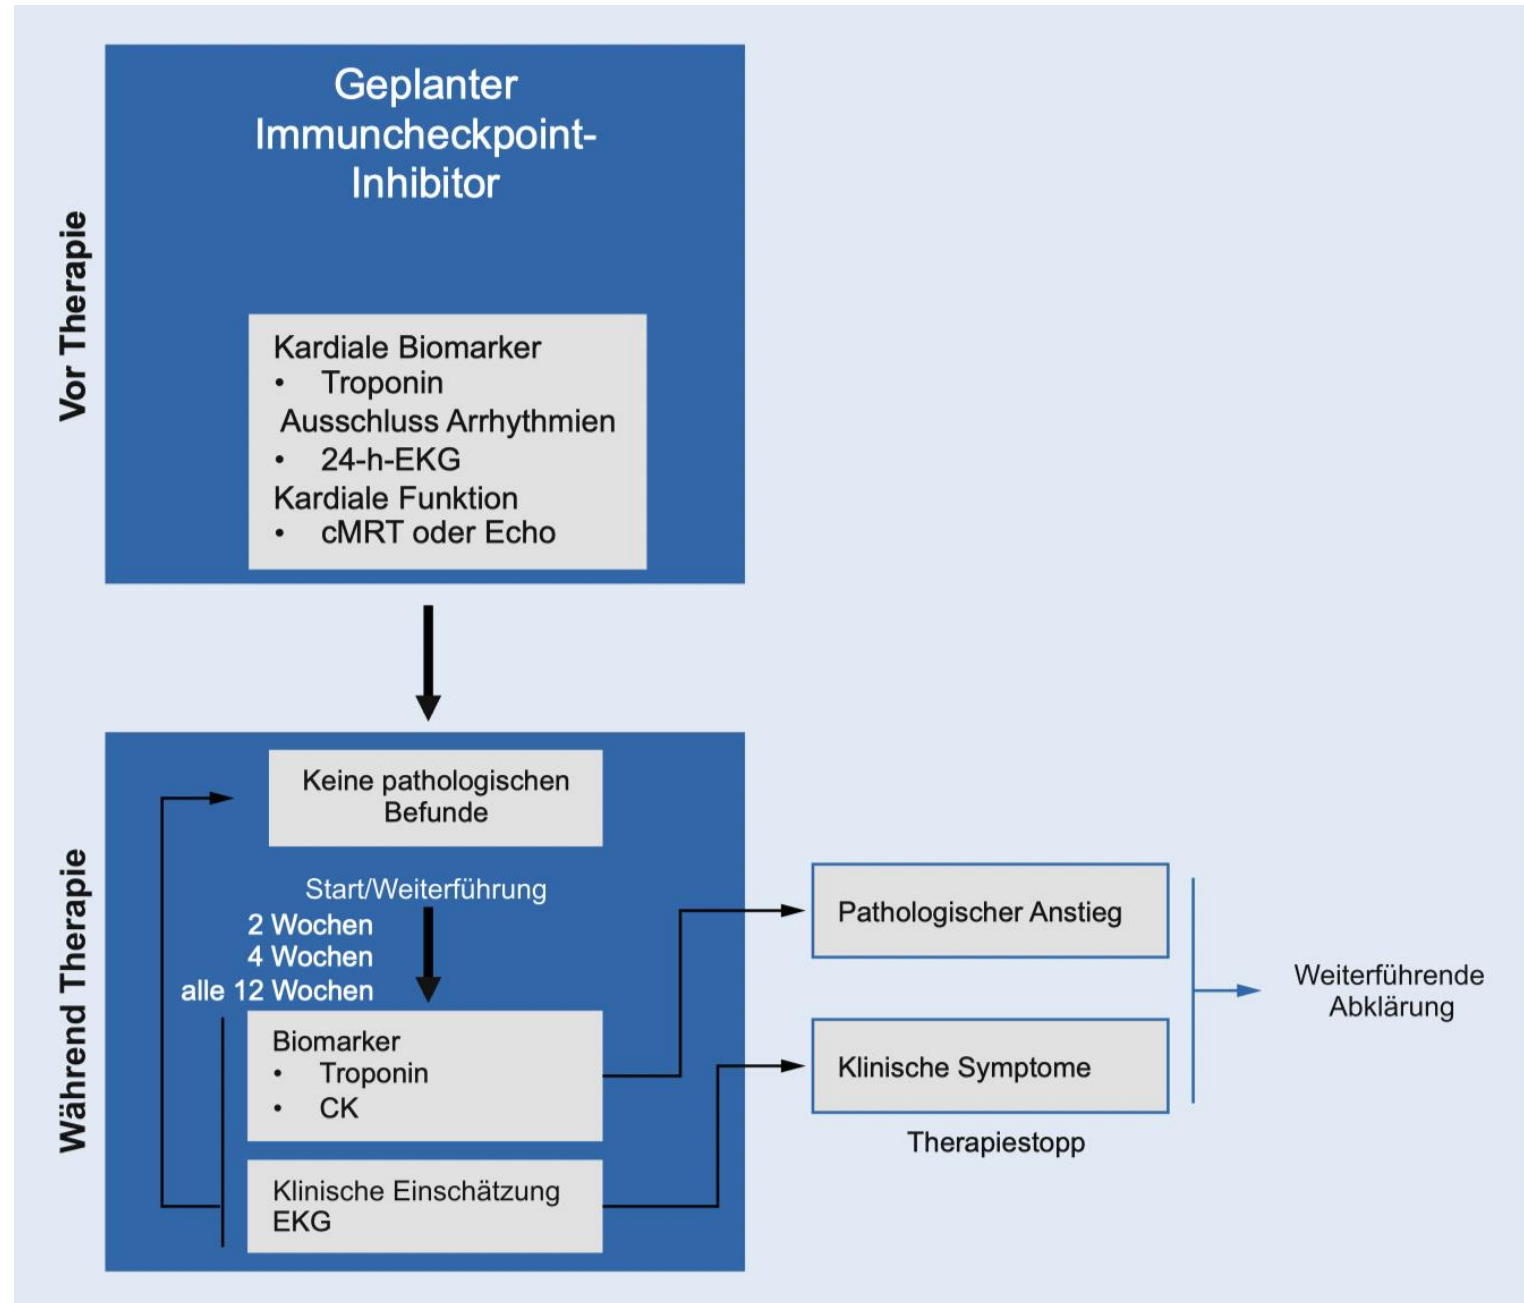 Vor Therapie
Geplanter
Immuncheckpoint-
Inhibitor
Kardiale Biomarker
• Troponin
Ausschluss Arrhythmien
• 24-h-EKG
Kardiale Funktion
• cMRT oder Echo
Während Therapie
Keine pathologischen
Befunde
Start/Weiterführung
2 Wochen
4 Wochen
alle 12 Wochen
Biomarker
• Troponin
• CK
Klinische Einschätzung
EKG
Pathologischer Anstieg
Klinische Symptome
Therapiestopp
Weiterführende
Abklärung